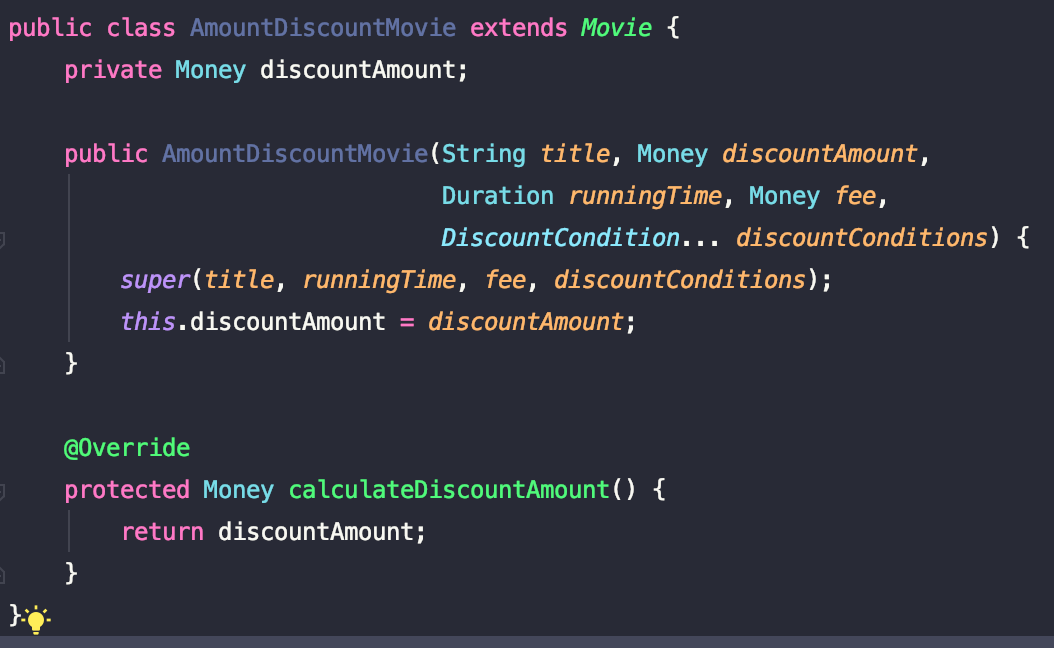 public class AmountDiscountMovie extends Movie {
    private Money discountAmount;

    public AmountDiscountMovie(String title, Money discountAmount,
                               Duration runningTime, Money fee,
                               DiscountCondition... discountConditions) {
        super(title, runningTime, fee, discountConditions);
        this.discountAmount = discountAmount;
    }

    @Override
    protected Money calculateDiscountAmount() {
        return discountAmount;
    }
}